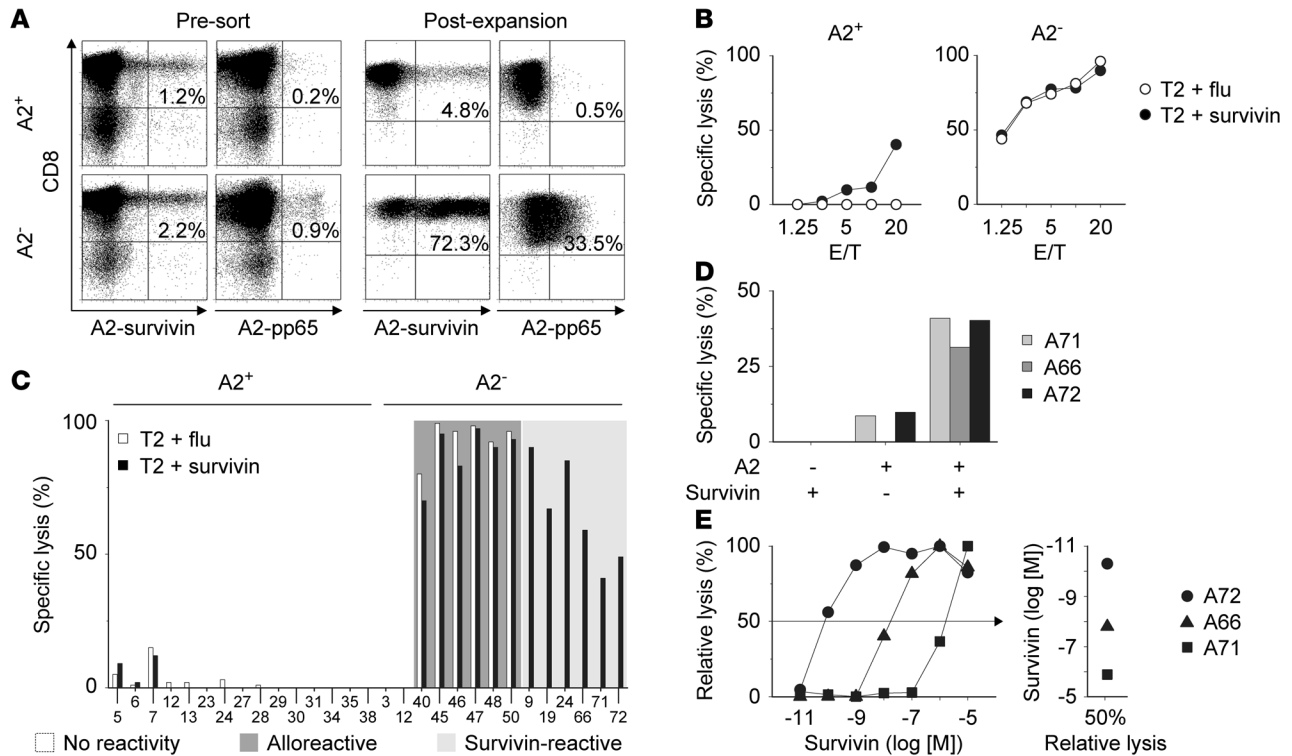 A
Pre-sort
Post-expansion
A2+
1.2%
0.2%
4.8%
0.5%
CD8
A2-
2.2%
0.9%
72.3%
33.5%
A2-survivin
A2-pp65
A2-survivin
A2-pp65
B
A2+
A2-
Specific lysis (%)
100
50
0
1.25
5
20
E/T
100
50
0
1.25
5
20
E/T
T2 + flu
T2 + survivin
C
A2+
A2-
T2 + flu
T2 + survivin
Specific lysis (%)
100
50
0
6 12 23 24 29 31 35 3 40 46 48 9 24 71
5 7 13 27 28 30 34 38 12 45 47 50 19 66 72
No reactivity
Alloreactive
Survivin-reactive
D
Specific lysis (%)
50
25
0
A71
A66
A72
A2 - + +
Survivin + - +
E
Relative lysis (%)
100
50
0
-11 -9 -7 -5
Survivin (log [M])
Survivin (log [M])
-11
-9
-7
-5
50%
Relative lysis
A72
A66
A71